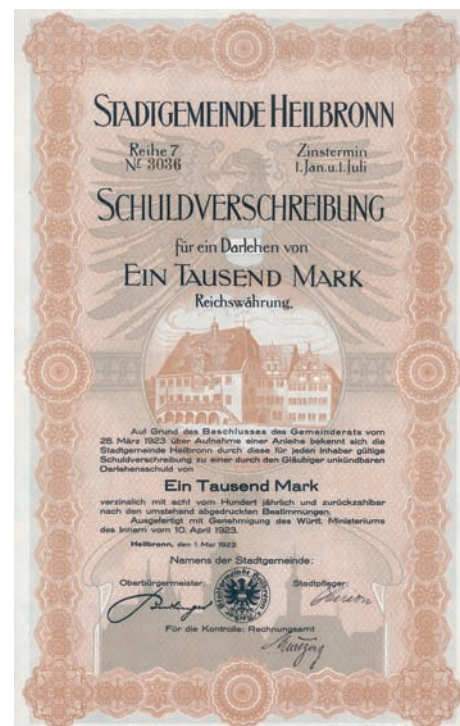 STADTGEMEINDE HEILBRONN
Reihe 7
Nr 3036
Zinstermin
1. Jan. u. 1. Juli
SCHULDVERSCHREIBUNG
für ein Darlehen von
EIN TAUSEND MARK
Reichswährung.
Auf Grund des Beschlusses des Gemeinderats vom
26. März 1923 über Aufnahme einer Anleihe bekennt sich die
Stadtgemeinde Heilbronn durch diese für jeden Inhaber gültige
Schuldverschreibung zu einer durch den Gläubiger unkündbaren
Darlehensschuld von
Ein Tausend Mark
verzinslich mit acht vom Hundert jährlich und zurückzahlbar
nach den umstehend abgedruckten Bestimmungen.
Ausgefertigt mit Genehmigung des Württ. Ministeriums
des Innern vom 10. April 1923.
Heilbronn, den 1. Mai 1923.
Namens der Stadtgemeinde:
Oberbürgermeister:
Stadtpfleger:
Für die Kontrolle: Rechnungsamt